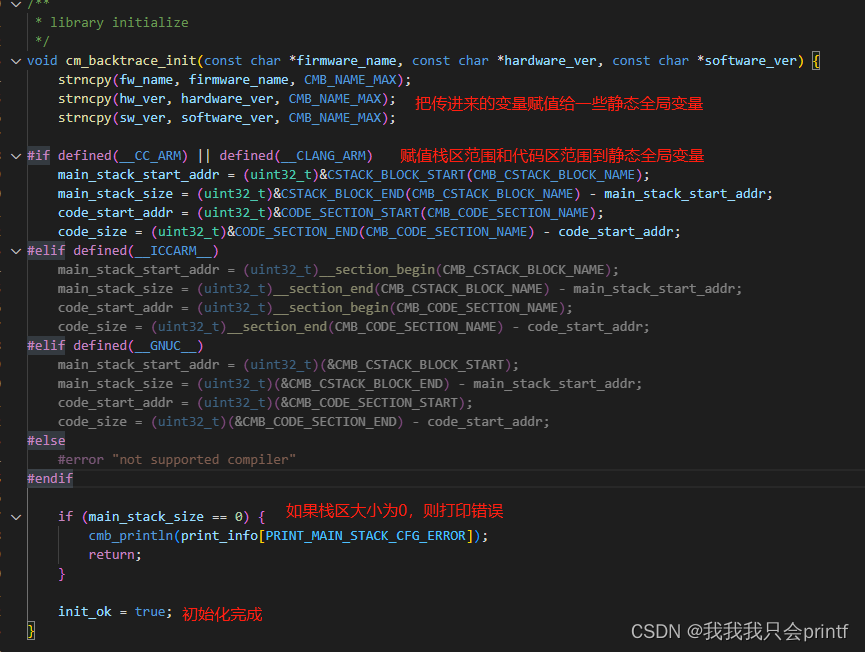 /**
 * library initialize
 */
void cm_backtrace_init(const char *firmware_name, const char *hardware_ver, const char *software_ver) {
    strncpy(fw_name, firmware_name, CMB_NAME_MAX);
    strncpy(hw_ver, hardware_ver, CMB_NAME_MAX); 把传进来的变量赋值给一些静态全局变量
    strncpy(sw_ver, software_ver, CMB_NAME_MAX);
#if defined(__CC_ARM) || defined(__CLANG_ARM) 赋值栈区范围和代码区范围到静态全局变量
    main_stack_start_addr = (uint32_t)&CSTACK_BLOCK_START(CMB_CSTACK_BLOCK_NAME);
    main_stack_size = (uint32_t)&CSTACK_BLOCK_END(CMB_CSTACK_BLOCK_NAME) - main_stack_start_addr;
    code_start_addr = (uint32_t)&CODE_SECTION_START(CMB_CODE_SECTION_NAME);
    code_size = (uint32_t)&CODE_SECTION_END(CMB_CODE_SECTION_NAME) - code_start_addr;
#elif defined(__ICCARM__)
    main_stack_start_addr = (uint32_t)__section_begin(CMB_CSTACK_BLOCK_NAME);
    main_stack_size = (uint32_t)__section_end(CMB_CSTACK_BLOCK_NAME) - main_stack_start_addr;
    code_start_addr = (uint32_t)__section_begin(CMB_CODE_SECTION_NAME);
    code_size = (uint32_t)__section_end(CMB_CODE_SECTION_NAME) - code_start_addr;
#elif defined(__GNUC__)
    main_stack_start_addr = (uint32_t)(&CMB_CSTACK_BLOCK_START);
    main_stack_size = (uint32_t)(&CMB_CSTACK_BLOCK_END) - main_stack_start_addr;
    code_start_addr = (uint32_t)(&CMB_CODE_SECTION_START);
    code_size = (uint32_t)(&CMB_CODE_SECTION_END) - code_start_addr;
#else
    #error "not supported compiler"
#endif
    if (main_stack_size == 0) { 如果栈区大小为0，则打印错误
        cmb_println(print_info[PRINT_MAIN_STACK_CFG_ERROR]);
        return;
    }
    init_ok = true; 初始化完成
}
CSDN @我我我只会printf